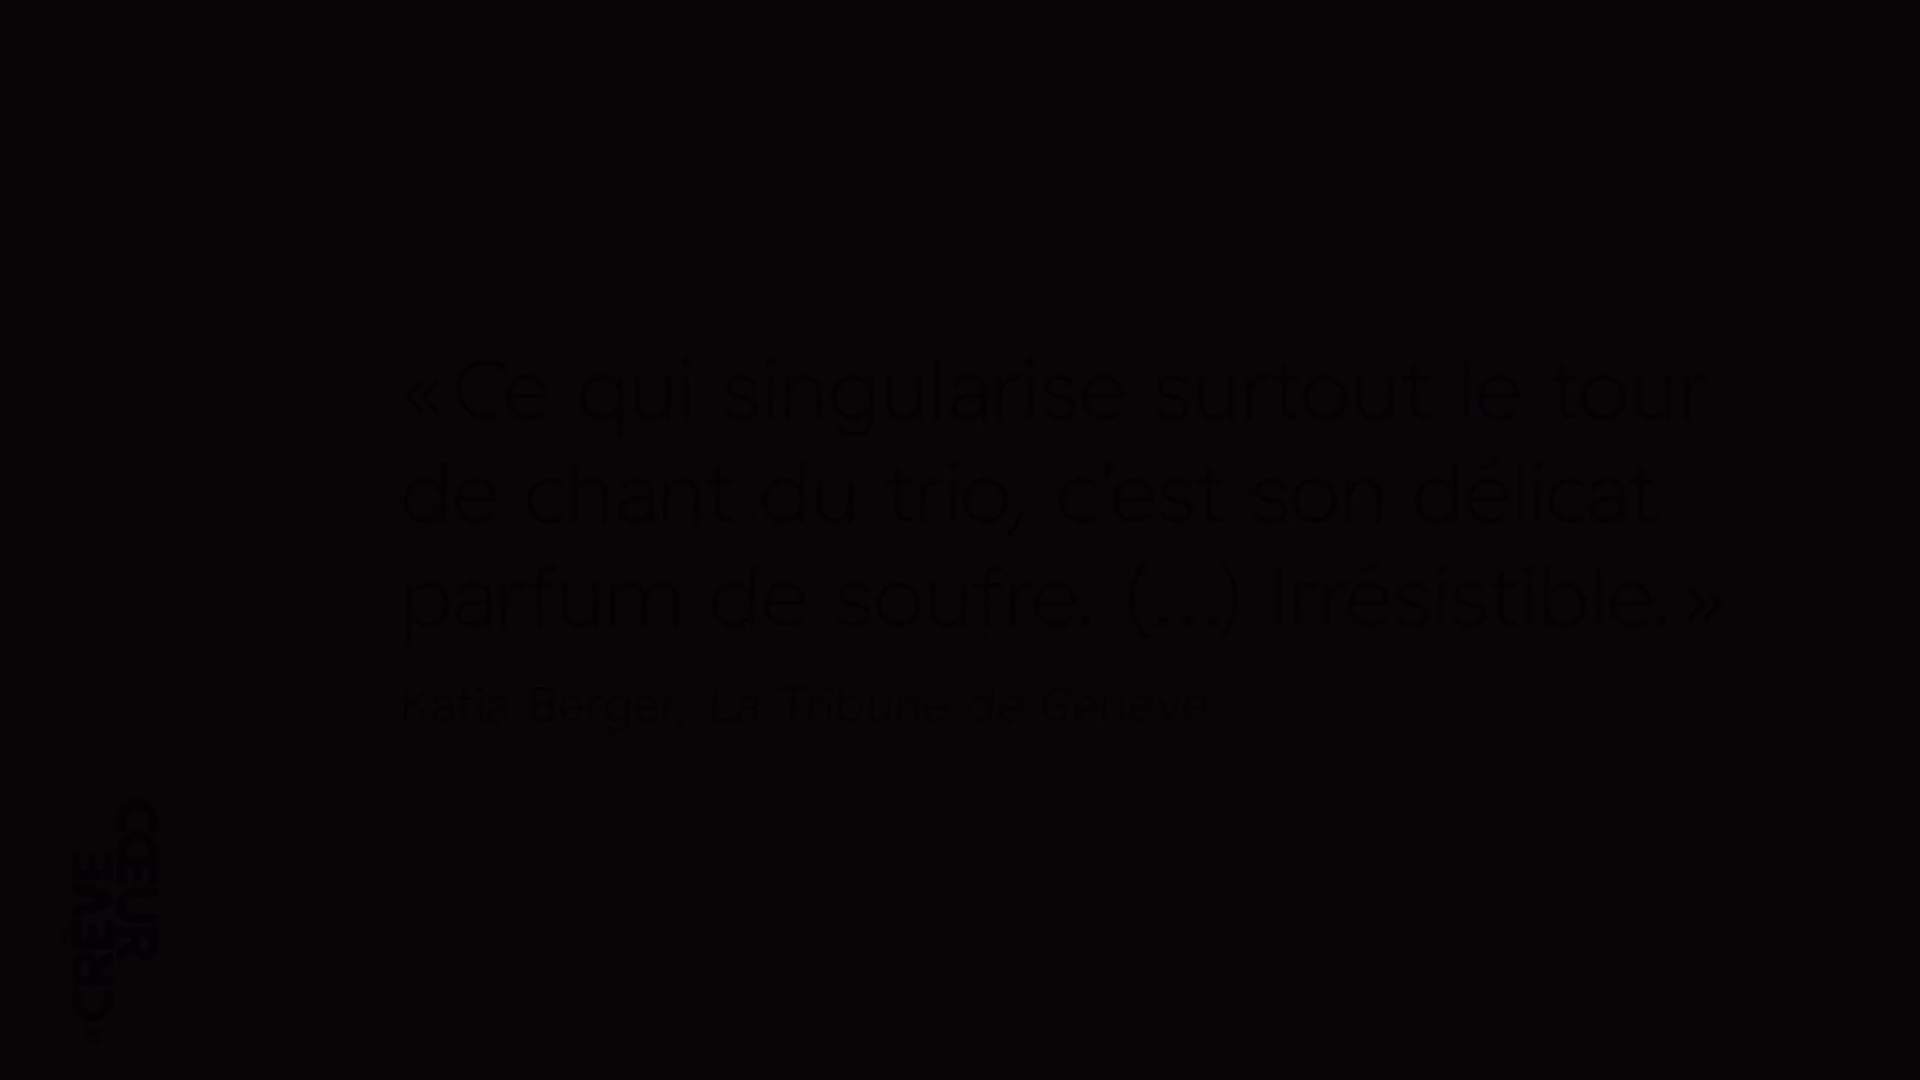 « Ce qui singularise surtout le tour
de chant du trio, c'est son délicat
parfum de soufre. (...) Irrésistible. »
Katia Berger, La Tribune de Genève
LE CRÈVE
CŒUR